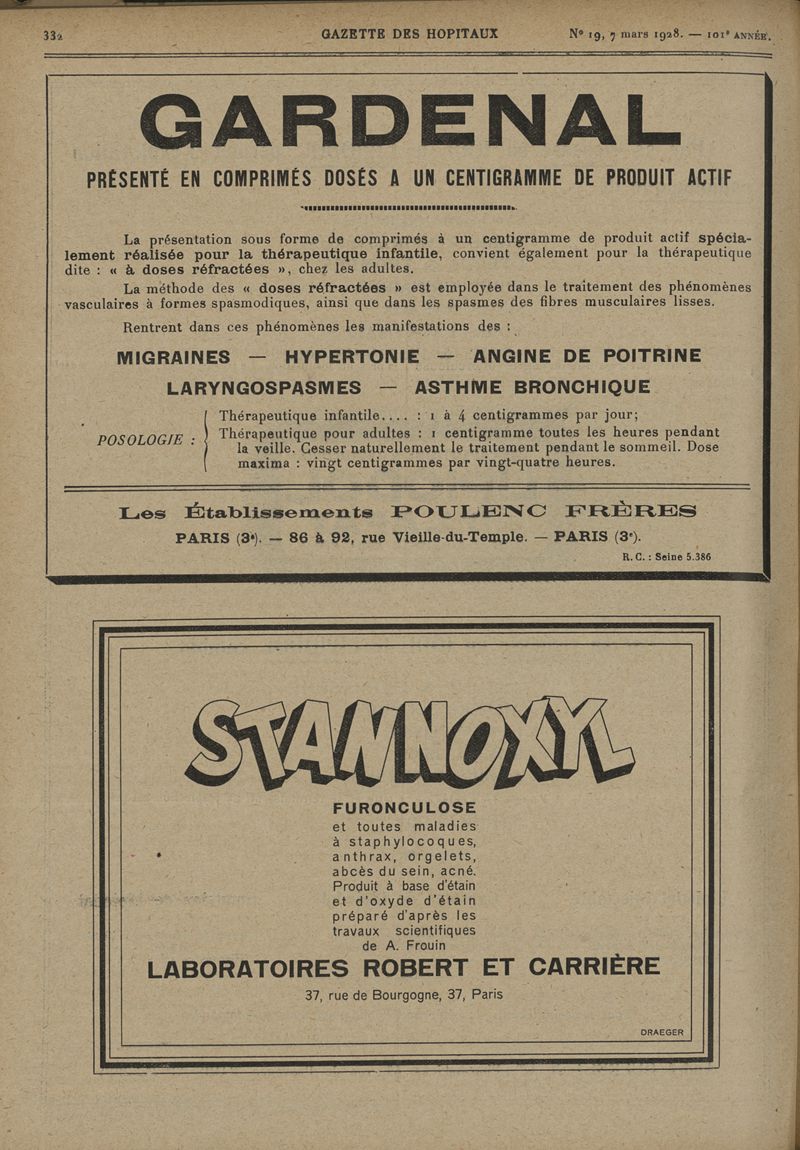 332 GAZETTE DES HOPITAUX N° 19, 7 mars 1928. — 101e ANNÉE.
GARDENAL
PRÉSENTÉ EN COMPRIMÉS DOSÉS A UN CENTIGRAMME DE PRODUIT ACTIF
La présentation sous forme de comprimés à un centigramme de produit actif spécia-
lement réalisée pour la thérapeutique infantile, convient également pour la thérapeutique
dite : « à doses réfractées », chez les adultes.
La méthode des « doses réfractées » est employée dans le traitement des phénomènes
vasculaires à formes spasmodiques, ainsi que dans les spasmes des fibres musculaires lisses.
Rentrent dans ces phénomènes les manifestations des :
MIGRAINES — HYPERTONIE — ANGINE DE POITRINE
LARYNGOSPASMES — ASTHME BRONCHIQUE
POSOLOGIE :
Thérapeutique infantile.... : 1 à 4 centigrammes par jour;
Thérapeutique pour adultes : 1 centigramme toutes les heures pendant
la veille. Cesser naturellement le traitement pendant le sommeil. Dose
maxima : vingt centigrammes par vingt-quatre heures.
Les Établissements POULENC FRÈRES
PARIS (3e). — 86 à 92, rue Vieille-du-Temple. — PARIS (3e).
R. C. : Seine 5.386
STANNOXYL
FURONCULOSE
et toutes maladies
à staphylocoques,
anthrax, orgelets,
abcès du sein, acné.
Produit à base d'étain
et d'oxyde d'étain
préparé d'après les
travaux scientifiques
de A. Frouin
LABORATOIRES ROBERT ET CARRIÈRE
37, rue de Bourgogne, 37, Paris
DRAEGER